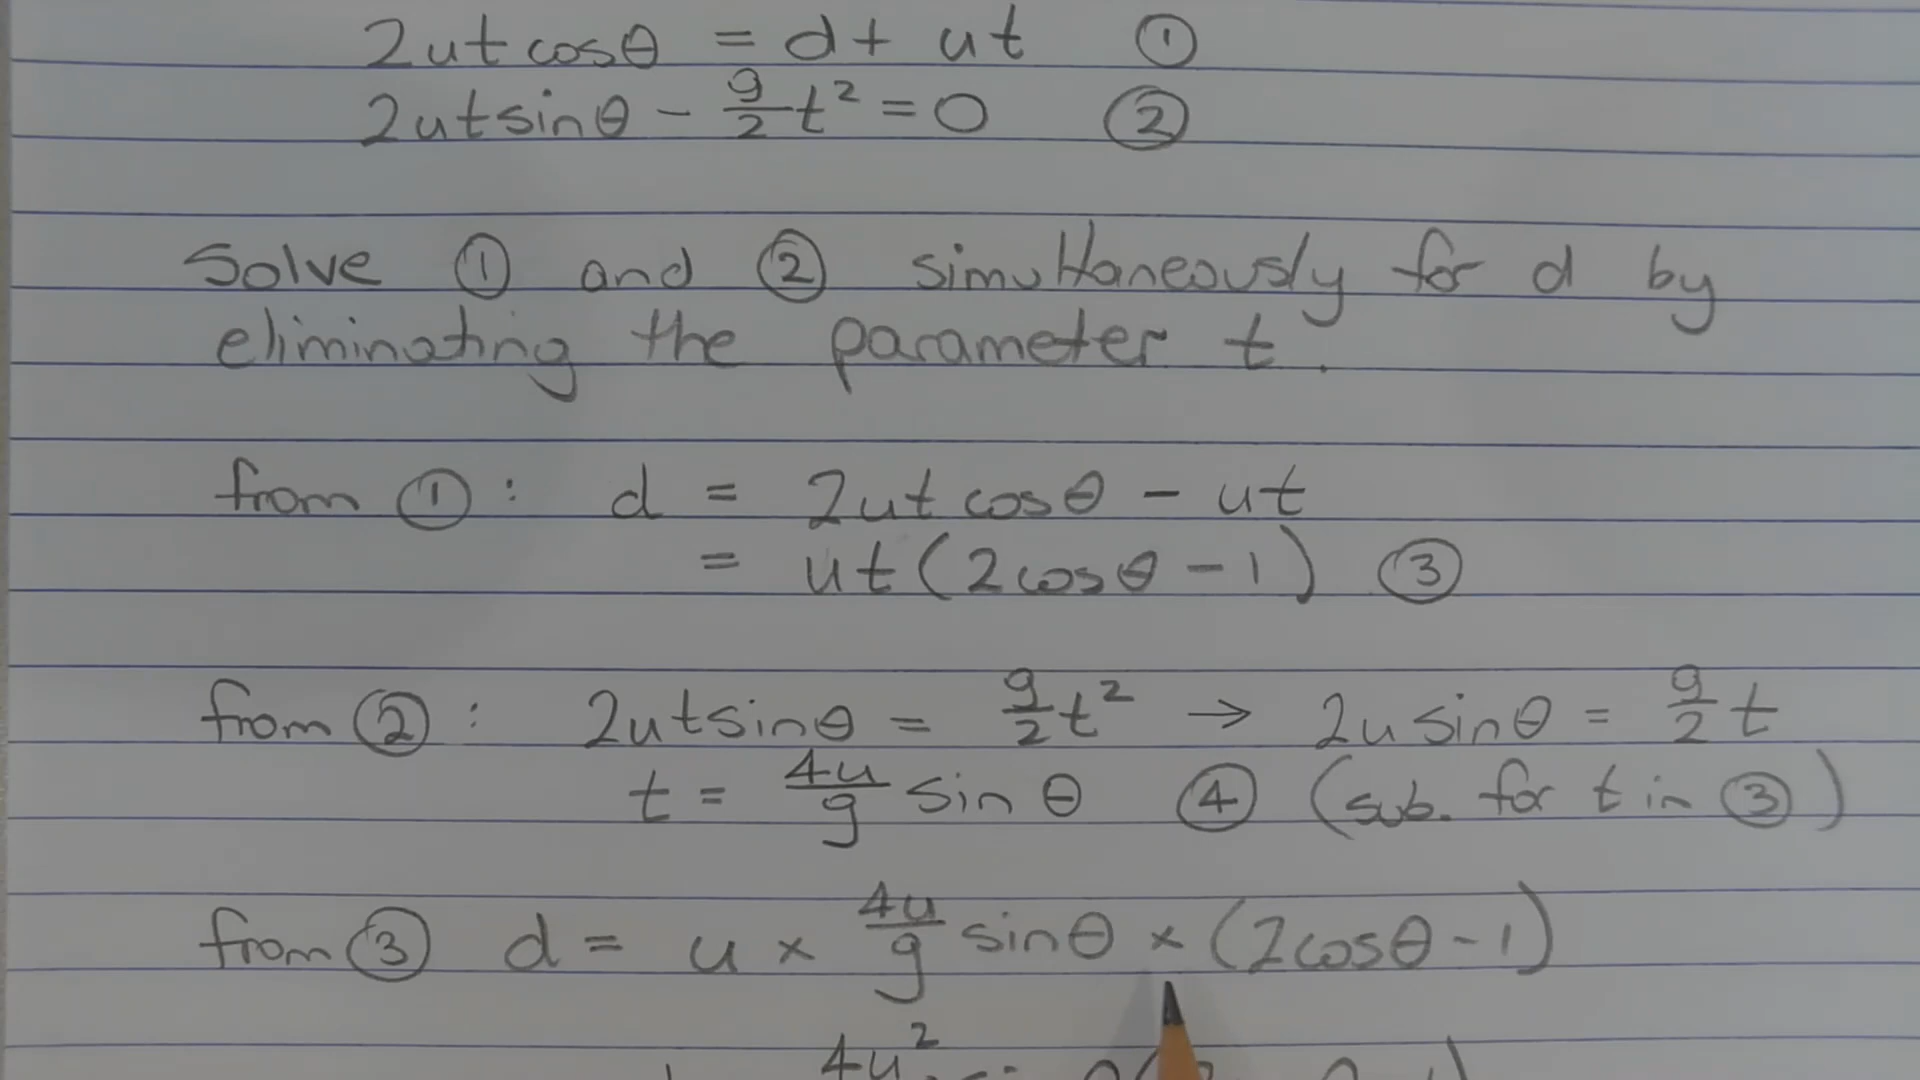 2ut cosθ = d + ut ①
2ut sinθ - g/2 t² = 0 ②
Solve ① and ② simultaneously for d by
eliminating the parameter t.
from ①: d = 2ut cosθ - ut
= ut(2cosθ - 1) ③
from ②: 2ut sinθ = g/2 t² → 2u sinθ = g/2 t
t = 4u/g sin θ ④ (sub. for t in ③)
from ③ d = u × 4u/g sinθ × (2cosθ - 1)
4u²